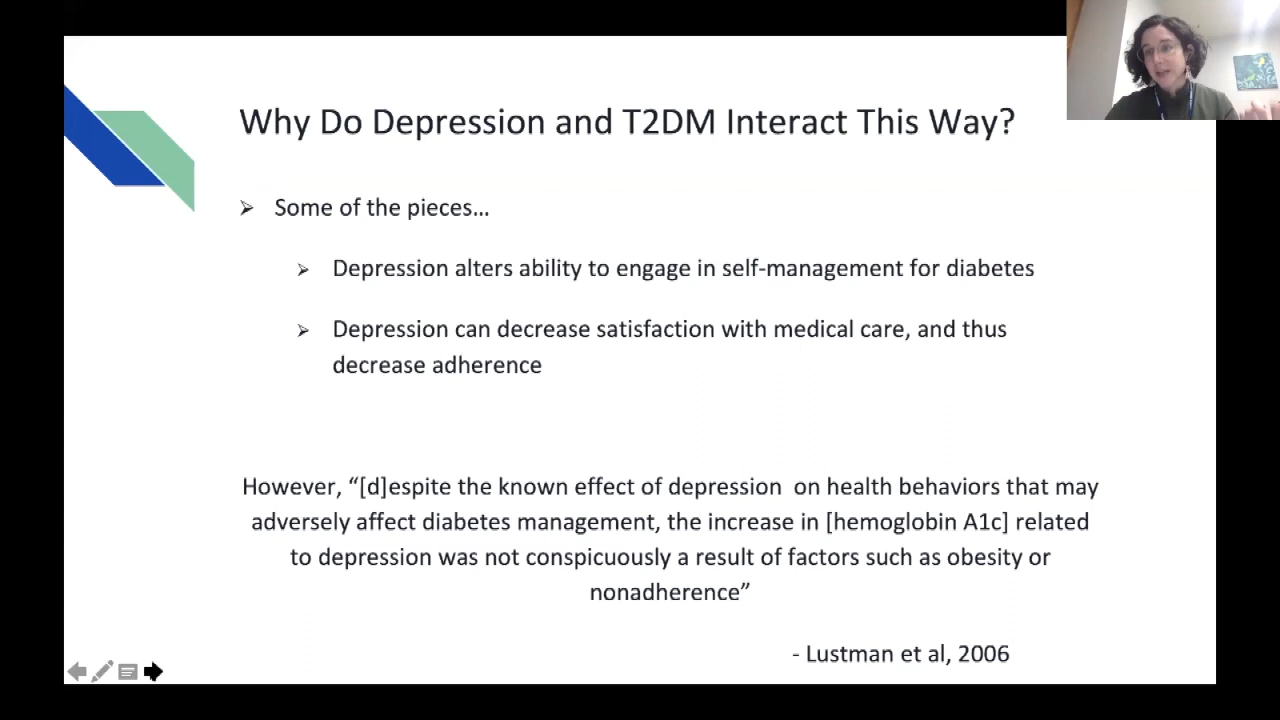 Why Do Depression and T2DM Interact This Way?
Some of the pieces…
Depression alters ability to engage in self-management for diabetes
Depression can decrease satisfaction with medical care, and thus
decrease adherence
However, “[d]espite the known effect of depression  on health behaviors that may
adversely affect diabetes management, the increase in [hemoglobin A1c] related
to depression was not conspicuously a result of factors such as obesity or
nonadherence”
- Lustman et al, 2006